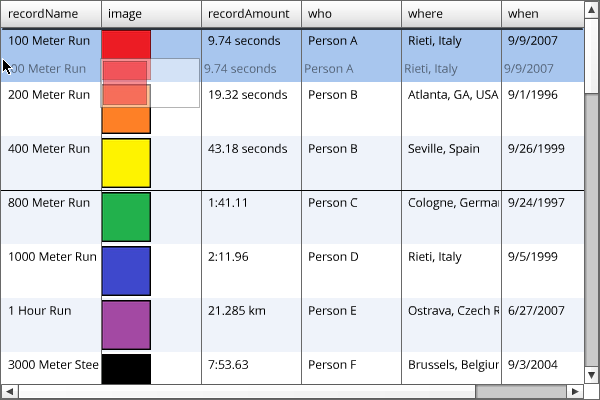 recordName image recordAmount who where when
100 Meter Run 9.74 seconds Person A Rieti, Italy 9/9/2007
00 Meter Run 9.74 seconds Person A Rieti, Italy 9/9/2007
200 Meter Run 19.32 seconds Person B Atlanta, GA, USA 9/1/1996
400 Meter Run 43.18 seconds Person B Seville, Spain 9/26/1999
800 Meter Run 1:41.11 Person C Cologne, Germa 9/24/1997
1000 Meter Run 2:11.96 Person D Rieti, Italy 9/5/1999
1 Hour Run 21.285 km Person E Ostrava, Czech R 6/27/2007
3000 Meter Stee 7:53.63 Person F Brussels, Belgiur 9/3/2004